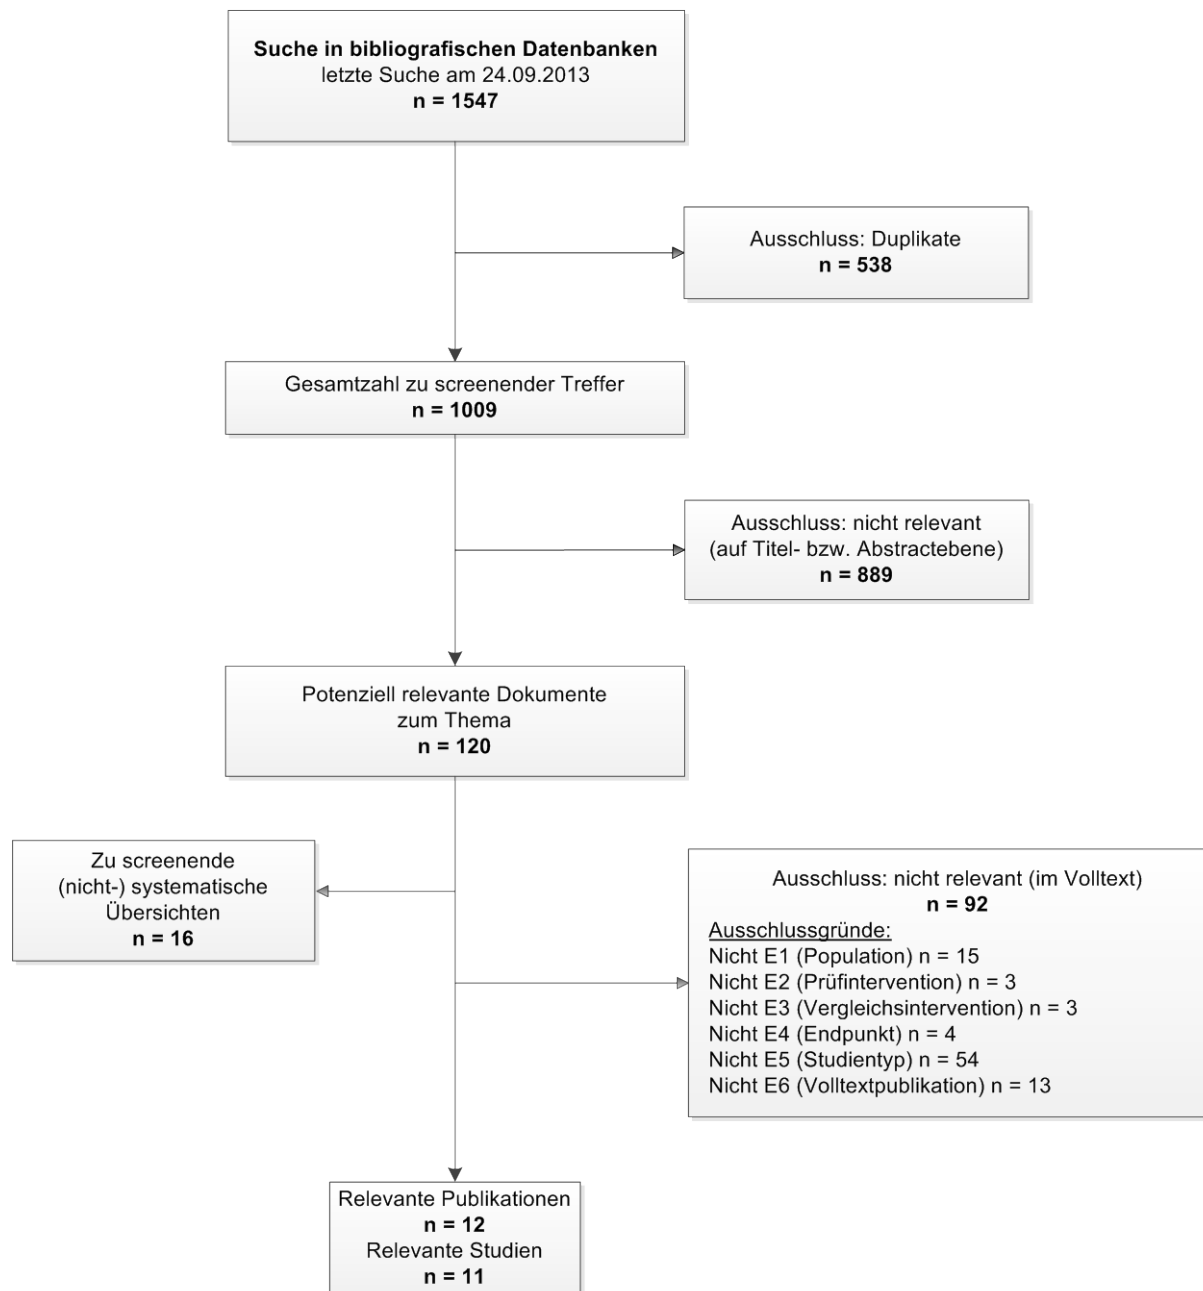 Suche in bibliografischen Datenbanken
letzte Suche am 24.09.2013
n = 1547
Ausschluss: Duplikate
n = 538
Gesamtzahl zu screenender Treffer
n = 1009
Ausschluss: nicht relevant
(auf Titel- bzw. Abstractebene)
n = 889
Potenziell relevante Dokumente
zum Thema
n = 120
Zu screenende
(nicht-) systematische
Übersichten
n = 16
Ausschluss: nicht relevant (im Volltext)
n = 92
Ausschlussgründe:
Nicht E1 (Population) n = 15
Nicht E2 (Prüfintervention) n = 3
Nicht E3 (Vergleichsintervention) n = 3
Nicht E4 (Endpunkt) n = 4
Nicht E5 (Studientyp) n = 54
Nicht E6 (Volltextpublikation) n = 13
Relevante Publikationen
n = 12
Relevante Studien
n = 11